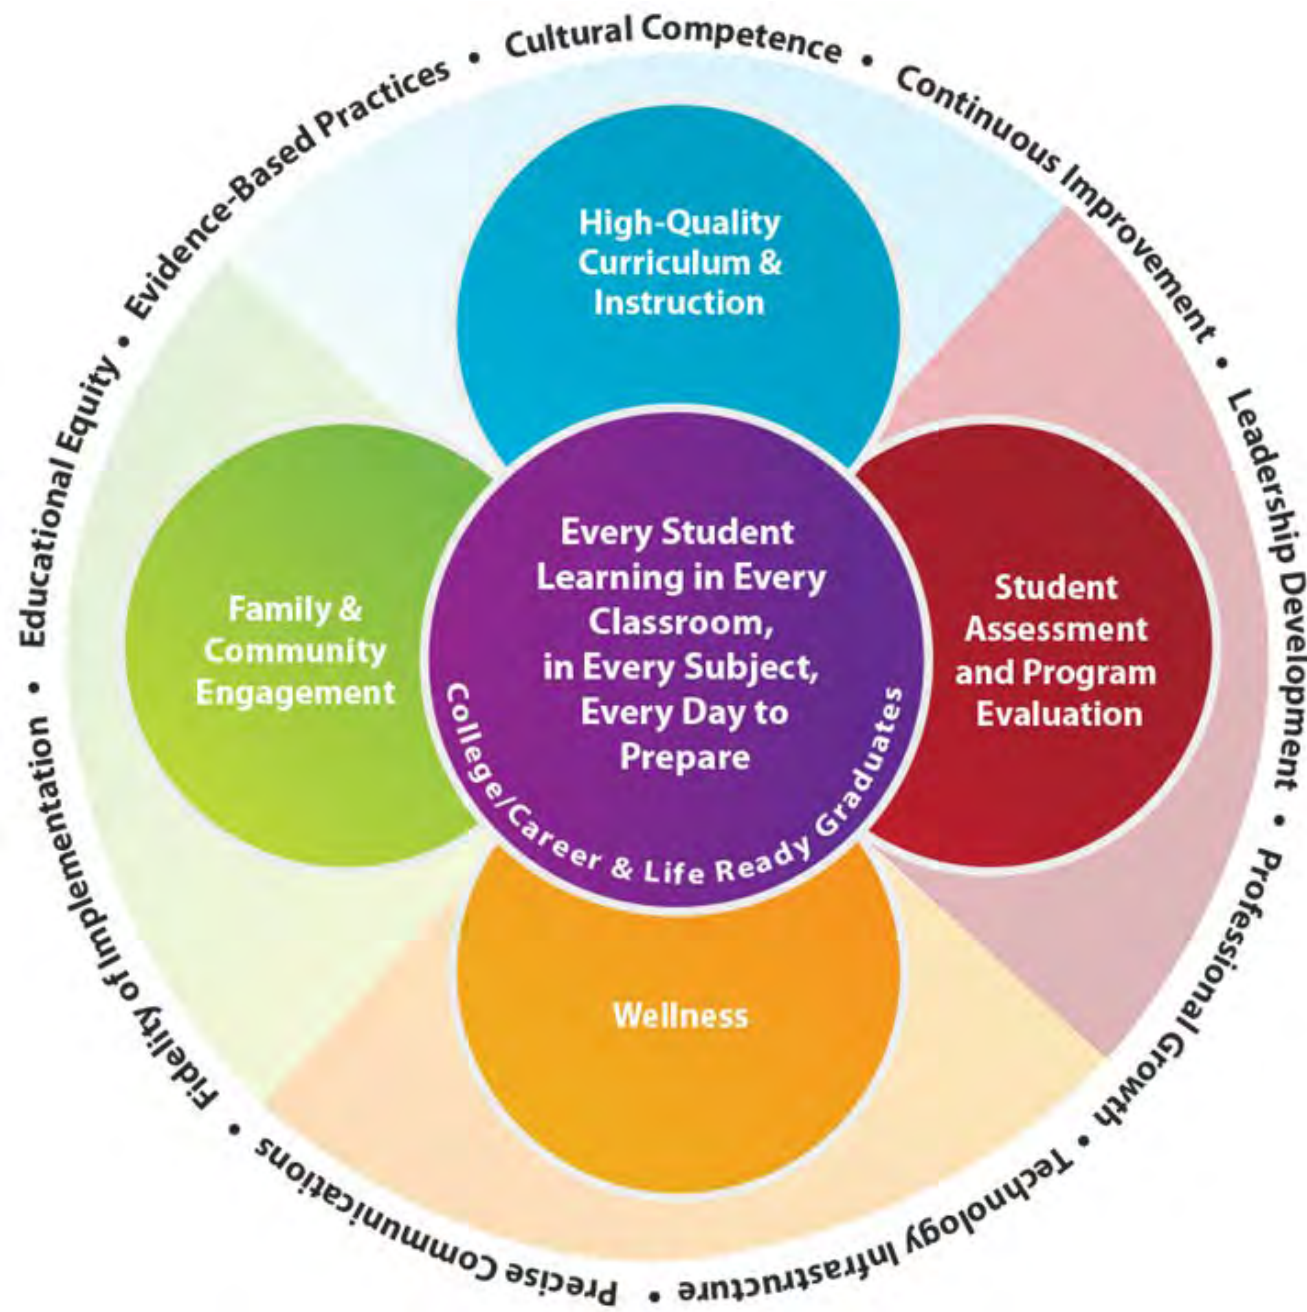 Cultural Competence • Continuous Improvement • Leadership Development • Professional Growth • Technology Infrastructure • Precise Communications • Fidelity of Implementation • Educational Equity • Evidence-Based Practices •
High-Quality
Curriculum &
Instruction
Family &
Community
Engagement
Every Student
Learning in Every
Classroom,
in Every Subject,
Every Day to
Prepare
College/Career & Life Ready Graduates
Student
Assessment
and Program
Evaluation
Wellness